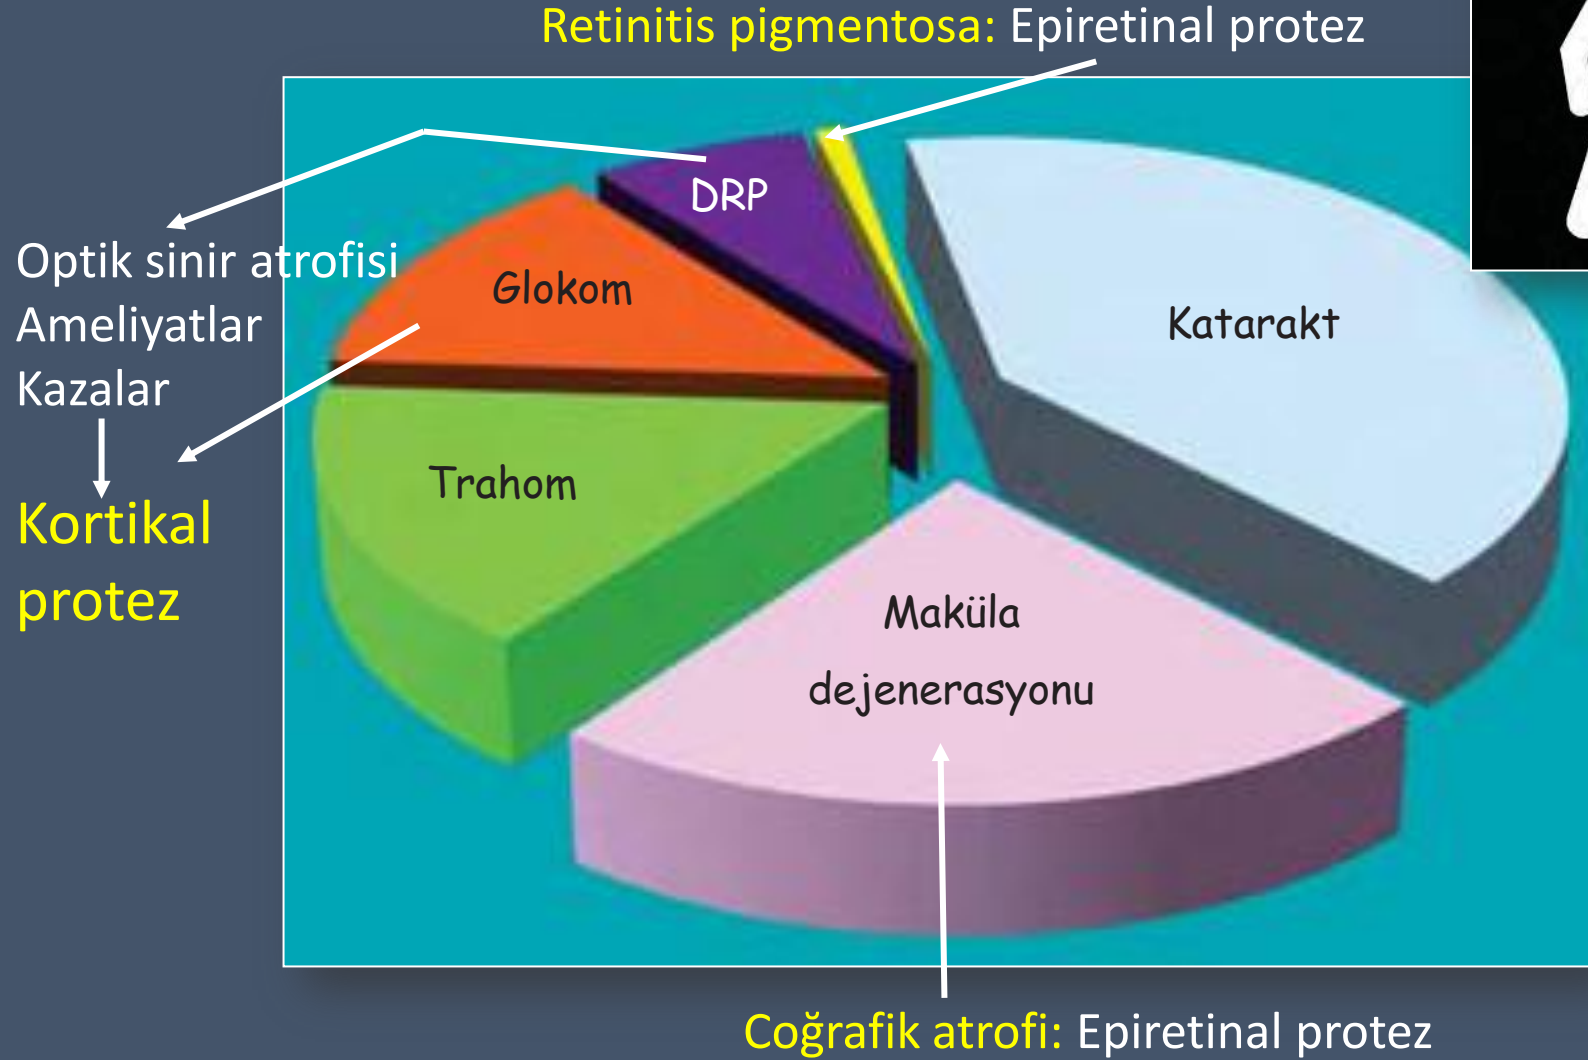 Retinitis pigmentosa: Epiretinal protez
DRP
Optik sinir atrofisi
Ameliyatlar
Kazalar
Kortikal
protez
Glokom
Katarakt
Trahom
Maküla
dejenerasyonu
Coğrafik atrofi: Epiretinal protez